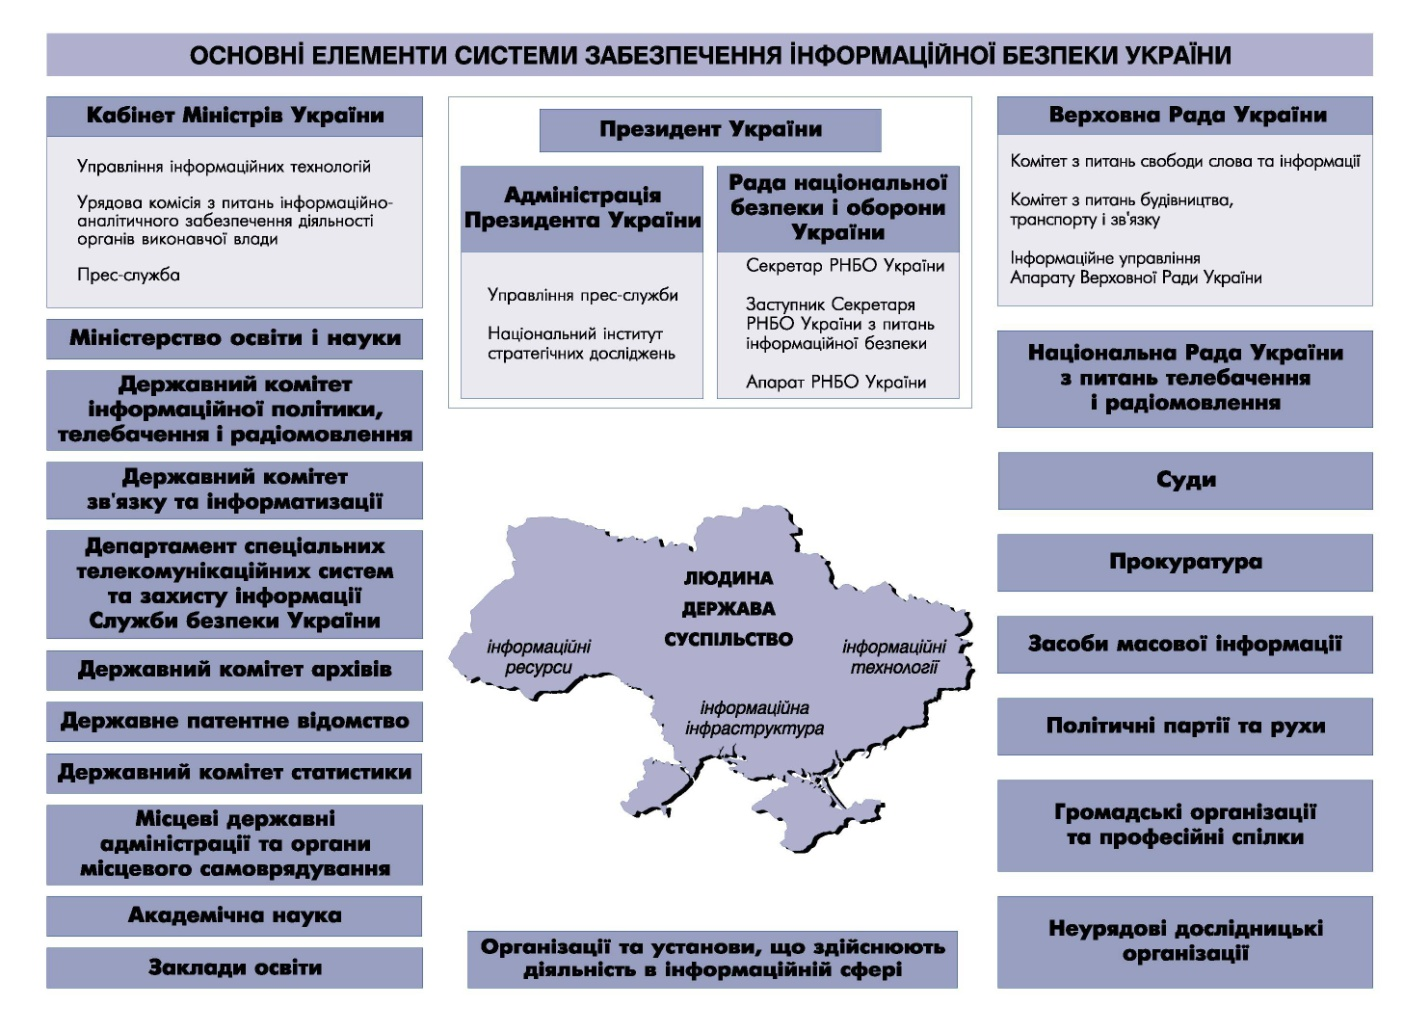 ОСНОВНІ ЕЛЕМЕНТИ СИСТЕМИ ЗАБЕЗПЕЧЕННЯ ІНФОРМАЦІЙНОЇ БЕЗПЕКИ УКРАЇНИ
Кабінет Міністрів України
Управління інформаційних технологій
Урядова комісія з питань інформаційно-
аналітичного забезпечення діяльності
органів виконавчої влади
Прес-служба
Міністерство освіти і науки
Державний комітет
інформаційної політики,
телебачення і радіомовлення
Державний комітет
зв'язку та інформатизації
Департамент спеціальних
телекомунікаційних систем
та захисту інформації
Служби безпеки України
Державний комітет архівів
Державне патентне відомство
Державний комітет статистики
Місцеві державні
адміністрації та органи
місцевого самоврядування
Академічна наука
Заклади освіти
Президент України
Адміністрація
Президента України
Управління прес-служби
Національний інститут
стратегічних досліджень
Рада національної
безпеки і оборони
України
Секретар РНБО України
Заступник Секретаря
РНБО України з питань
інформаційної безпеки
Апарат РНБО України
ЛЮДИНА
ДЕРЖАВА
СУСПІЛЬСТВО
інформаційні
ресурси
інформаційні
технології
інформаційна
інфраструктура
Організації та установи, що здійснюють
діяльність в інформаційній сфері
Верховна Рада України
Комітет з питань свободи слова та інформації
Комітет з питань будівництва,
транспорту і зв'язку
Інформаційне управління
Апарату Верховної Ради України
Національна Рада України
з питань телебачення
і радіомовлення
Суди
Прокуратура
Засоби масової інформації
Політичні партії та рухи
Громадські організації
та професійні спілки
Неурядові дослідницькі
організації